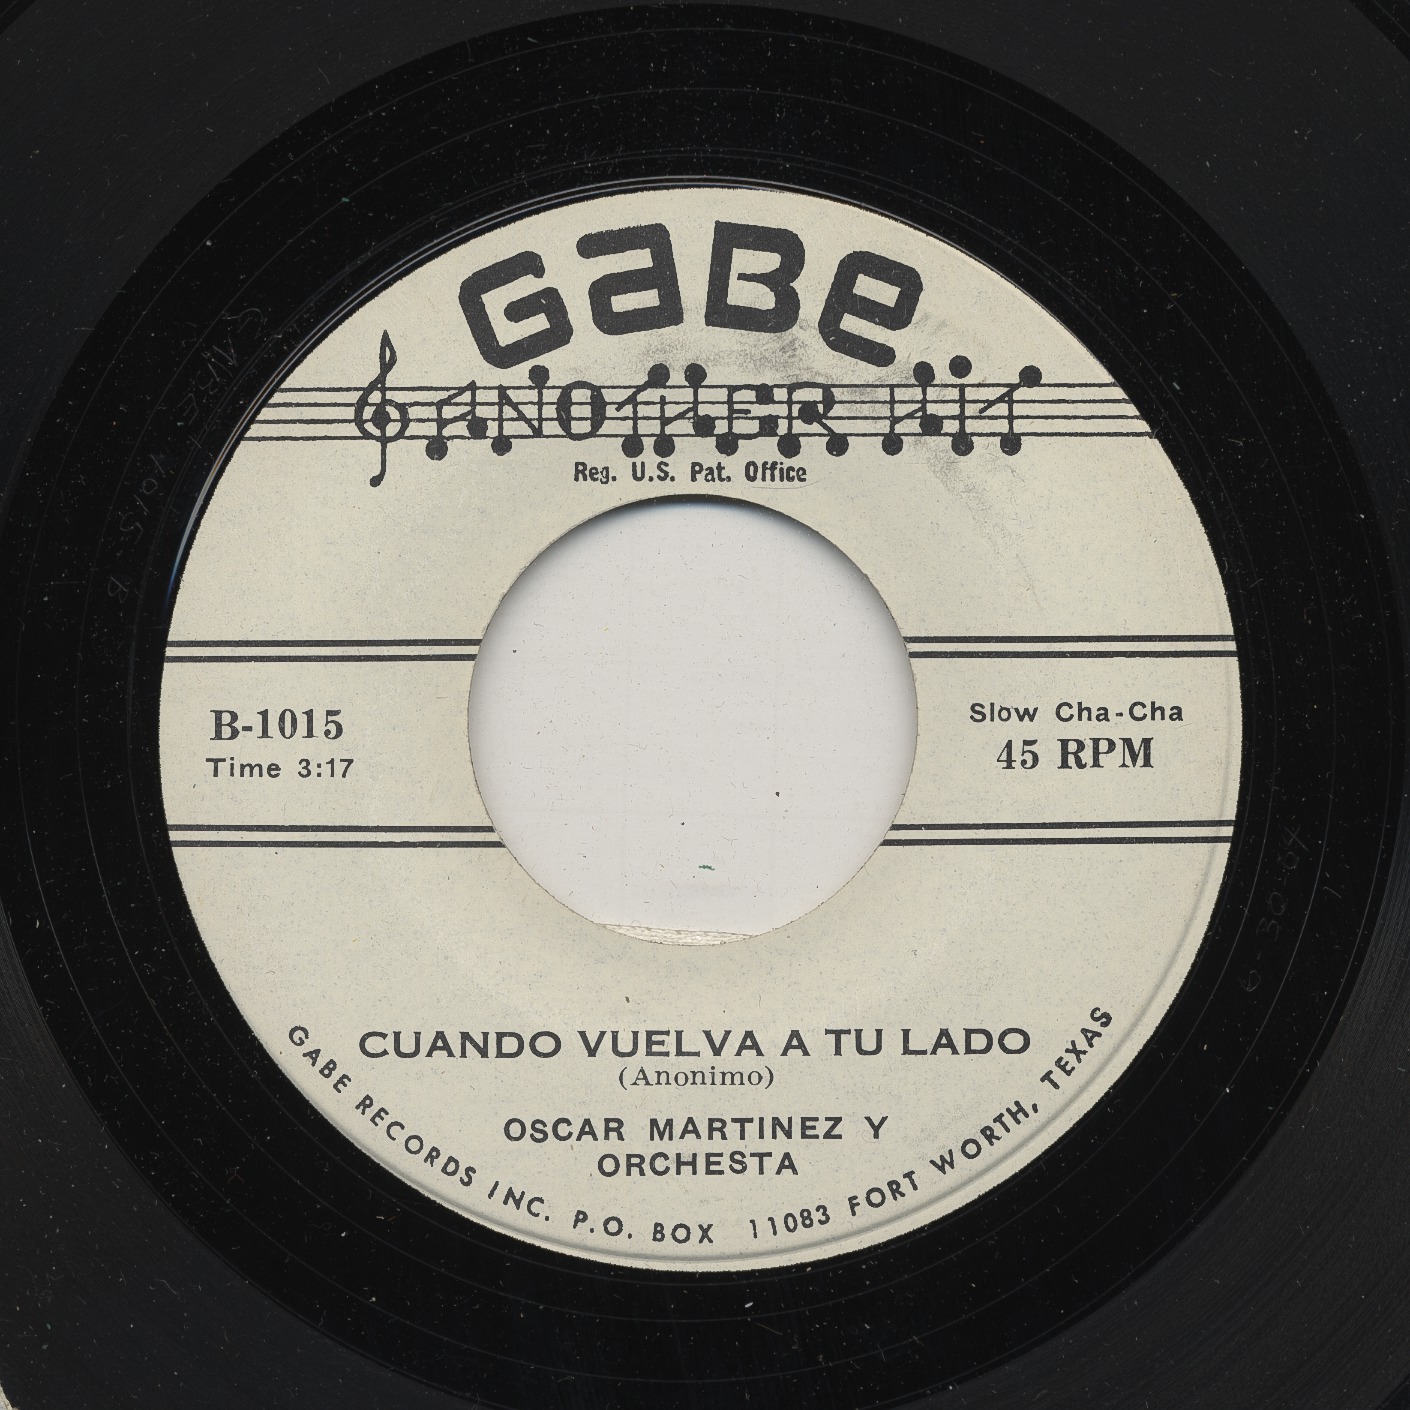 GaBe
ANOTHER HIT
Reg. U.S. Pat. Office
B-1015
Time 3:17
Slow Cha-Cha
45 RPM
CUANDO VUELVA A TU LADO
(Anonimo)
OSCAR MARTINEZ Y
ORCHESTA
GABE RECORDS INC. P.O. BOX 11083 FORT WORTH, TEXAS